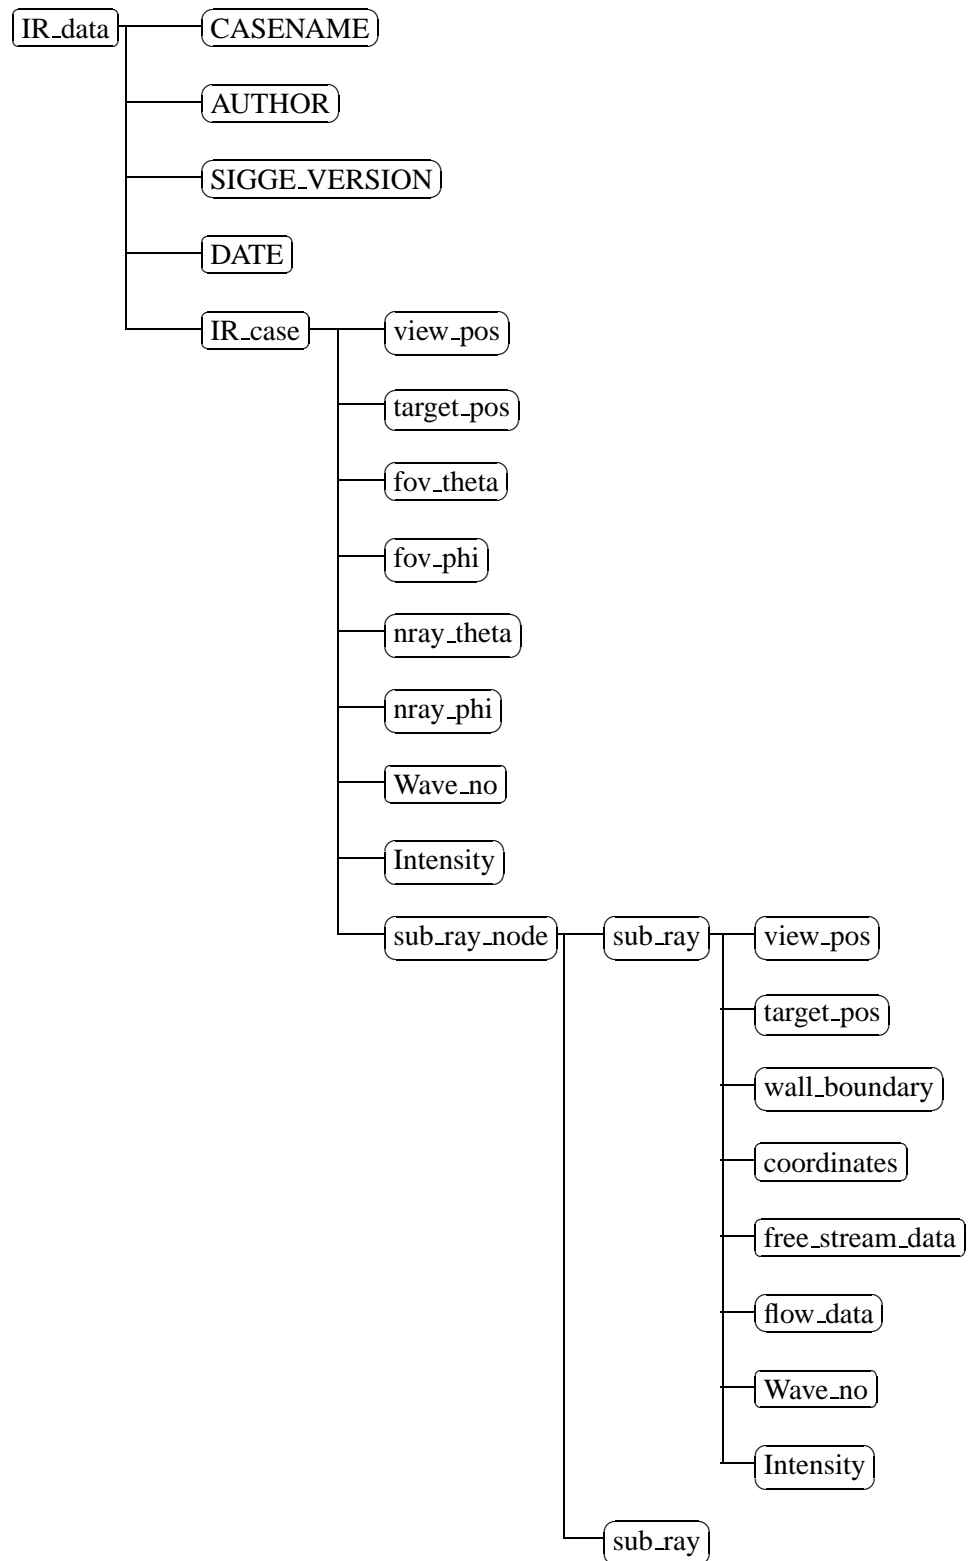 IR_data CASENAME
AUTHOR
SIGGE_VERSION
DATE
IR_case view_pos
target_pos
fov_theta
fov_phi
nray_theta
nray_phi
Wave_no
Intensity
sub_ray_node sub_ray view_pos
target_pos
wall_boundary
coordinates
free_stream_data
flow_data
Wave_no
Intensity
sub_ray